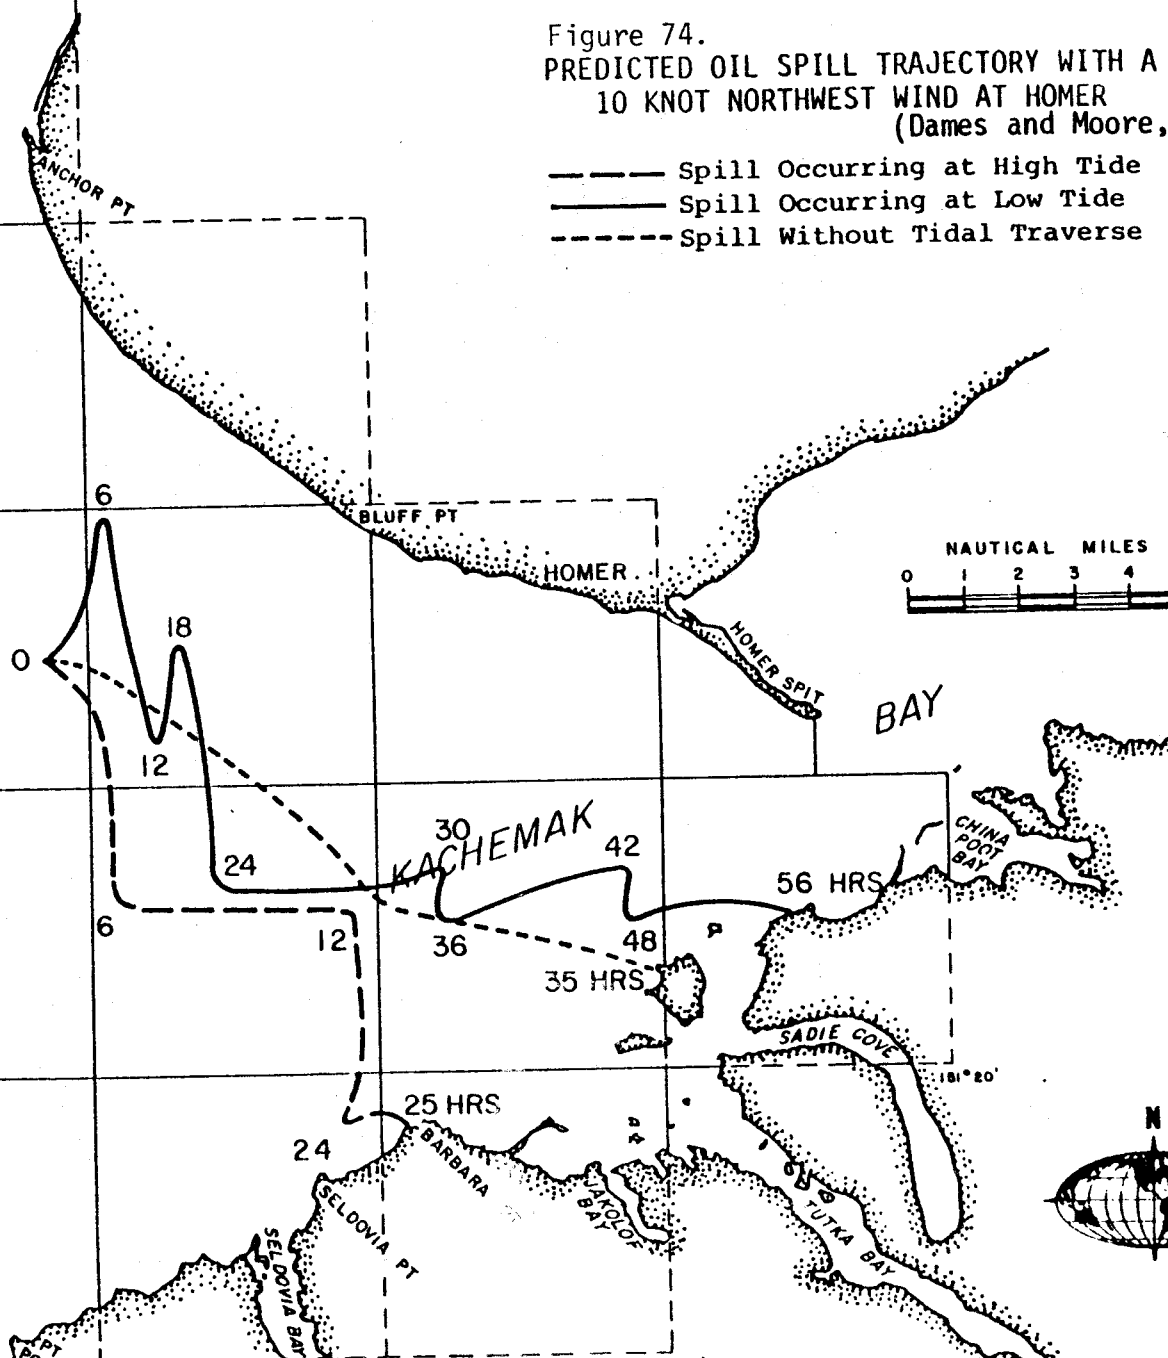 Figure 74.
PREDICTED OIL SPILL TRAJECTORY WITH A
10 KNOT NORTHWEST WIND AT HOMER
(Dames and Moore,
Spill Occurring at High Tide
Spill Occurring at Low Tide
Spill Without Tidal Traverse
ANCHOR PT
6
BLUFF PT
NAUTICAL MILES
0 1 2 3 4
HOMER
HOMER SPIT
18
0
BAY
12
KACHEMAK
30
CHINA
POOT
BAY
42
24
56 HRS
6
12
36
48
35 HRS
SADIE COVE
151° 20'
25 HRS
N
BARBARA
24
SELDOVIA PT
JAKOLOF
BAY
TUTKA BAY
SELDOVIA BAY
PT